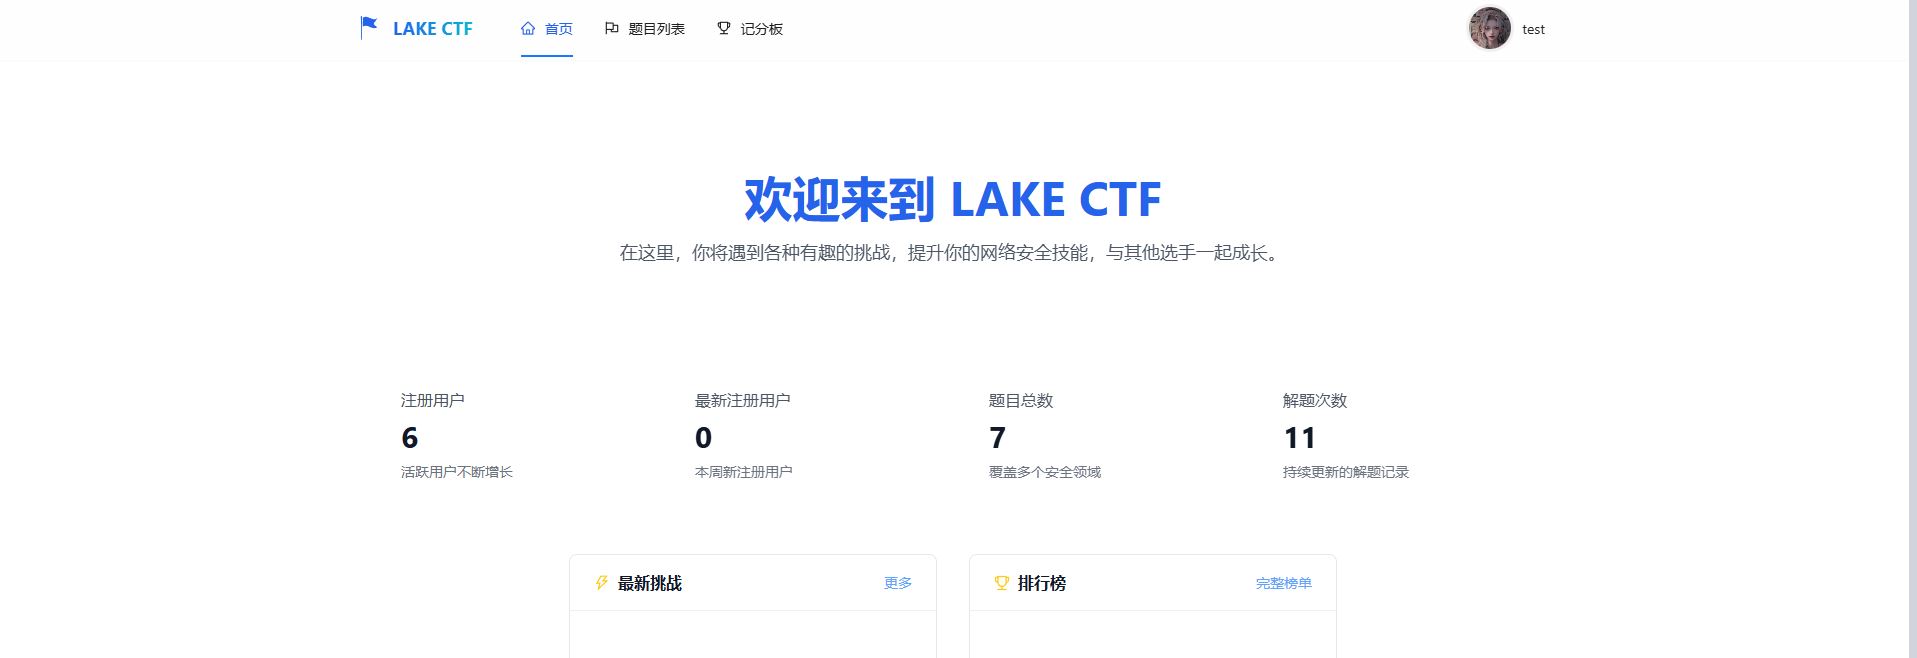 LAKE CTF 首页 题目列表 记分板 test
欢迎来到 LAKE CTF
在这里，你将遇到各种有趣的挑战，提升你的网络安全技能，与其他选手一起成长。
注册用户 最新注册用户 题目总数 解题次数
6 0 7 11
活跃用户不断增长 本周新注册用户 覆盖多个安全领域 持续更新的解题记录
最新挑战 更多 排行榜 完整榜单